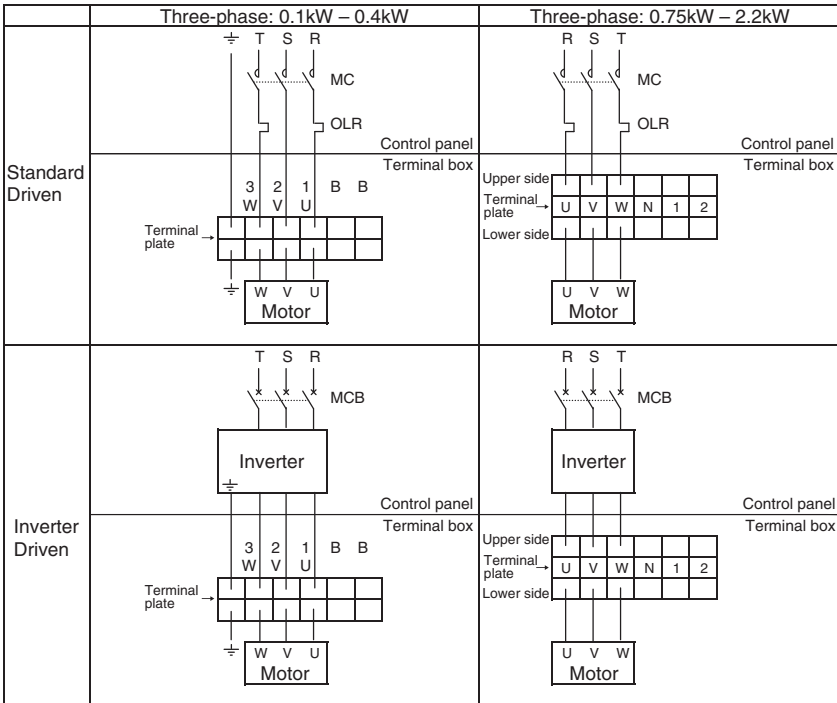 Three-phase: 0.1kW – 0.4kW
Three-phase: 0.75kW – 2.2kW
Standard
Driven
T S R
MC
OLR
Control panel
Terminal box
3 2 1 B B
W V U
Terminal
plate
W V U
Motor
R S T
MC
OLR
Control panel
Terminal box
Upper side
Terminal
plate
U V W N 1 2
Lower side
U V W
Motor
Inverter
Driven
T S R
MCB
Inverter
Control panel
Terminal box
3 2 1 B B
W V U
Terminal
plate
W V U
Motor
R S T
MCB
Inverter
Control panel
Terminal box
Upper side
Terminal
plate
U V W N 1 2
Lower side
U V W
Motor